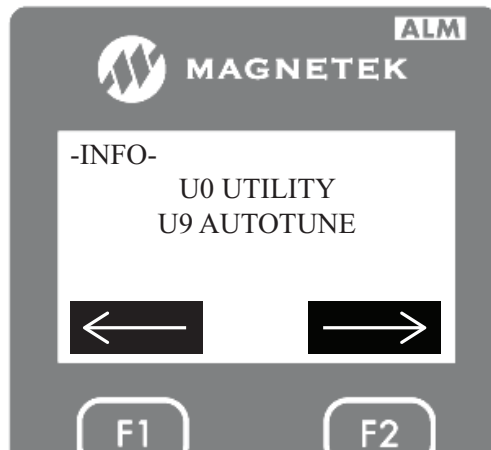 ALM
MAGNETEK
-INFO-
U0 UTILITY
U9 AUTOTUNE
F1
F2